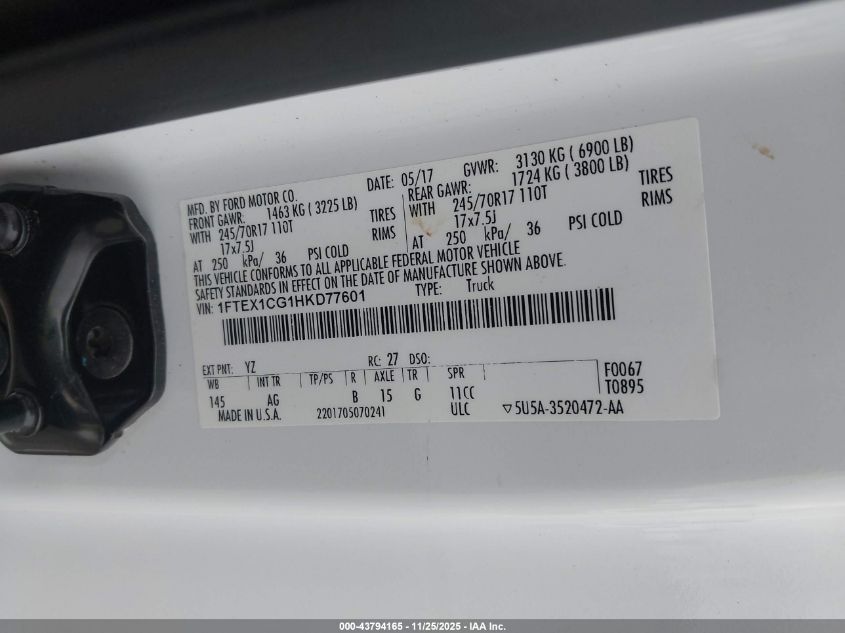 MFD. BY FORD MOTOR CO.
DATE: 05/17
GVWR: 3130 KG ( 6900 LB)
FRONT GAWR: 1463 KG ( 3225 LB)
REAR GAWR: 1724 KG ( 3800 LB)
WITH 245/70R17 110T TIRES
WITH 245/70R17 110T TIRES
17x7.5J RIMS
17x7.5J RIMS
AT 250 kPa/ 36 PSI COLD
AT 250 kPa/ 36 PSI COLD
THIS VEHICLE CONFORMS TO ALL APPLICABLE FEDERAL MOTOR VEHICLE
SAFETY STANDARDS IN EFFECT ON THE DATE OF MANUFACTURE SHOWN ABOVE.
VIN: 1FTEX1CG1HKD77601
TYPE: Truck
EXT PNT: YZ RC: 27 DSO:
F0067
WB INT TR TP/PS R AXLE TR SPR
T0895
145 AG B 15 G 11CC
MADE IN U.S.A. 2201705070241 ULC ▽5U5A-3520472-AA
000-43794165 - 11/25/2025 - IAA Inc.